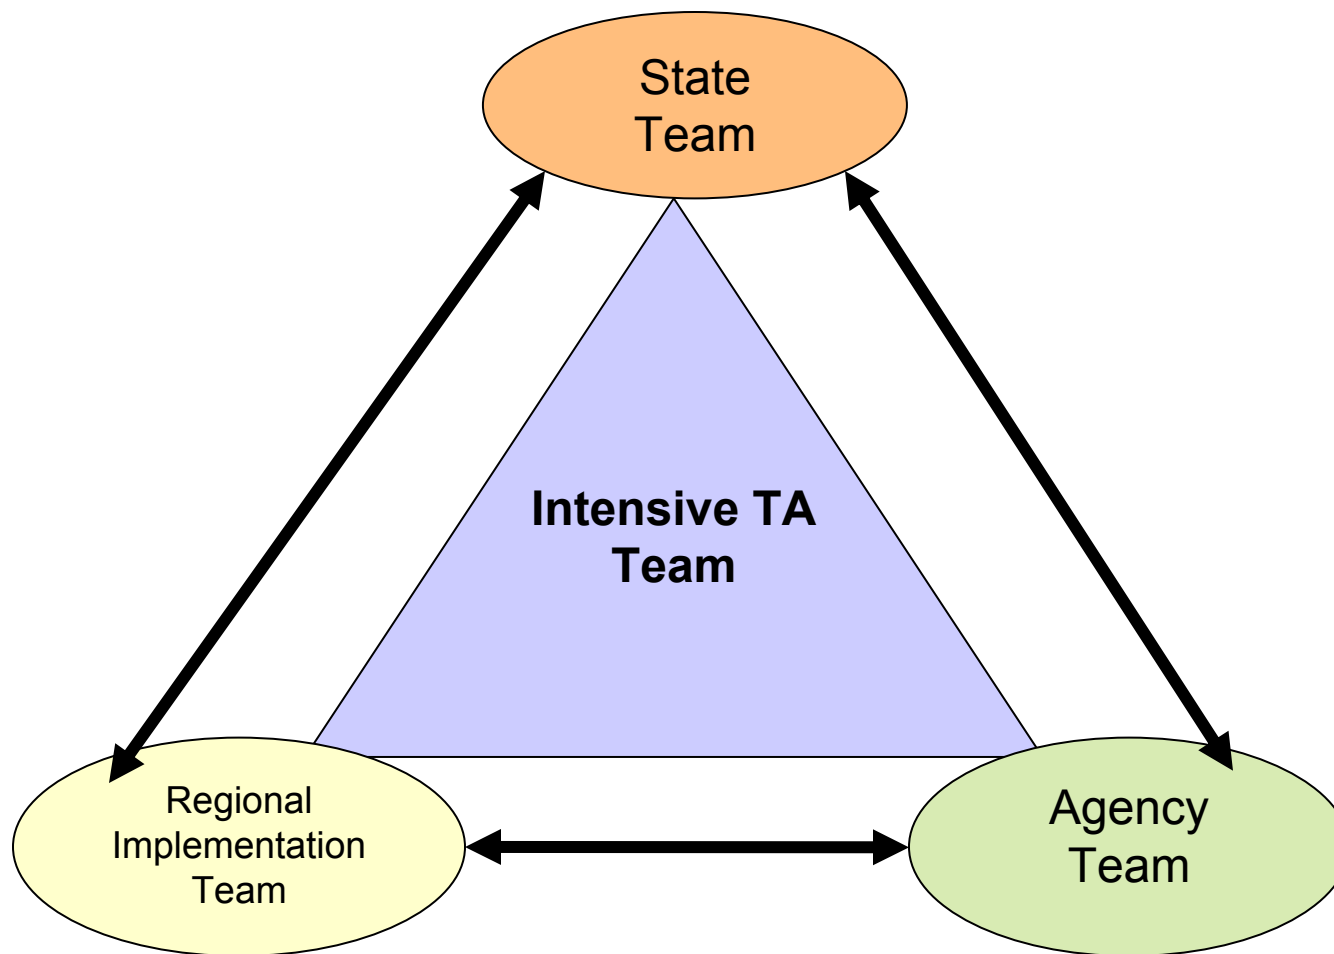 State
Team
Intensive TA
Team
Regional
Implementation
Team
Agency
Team